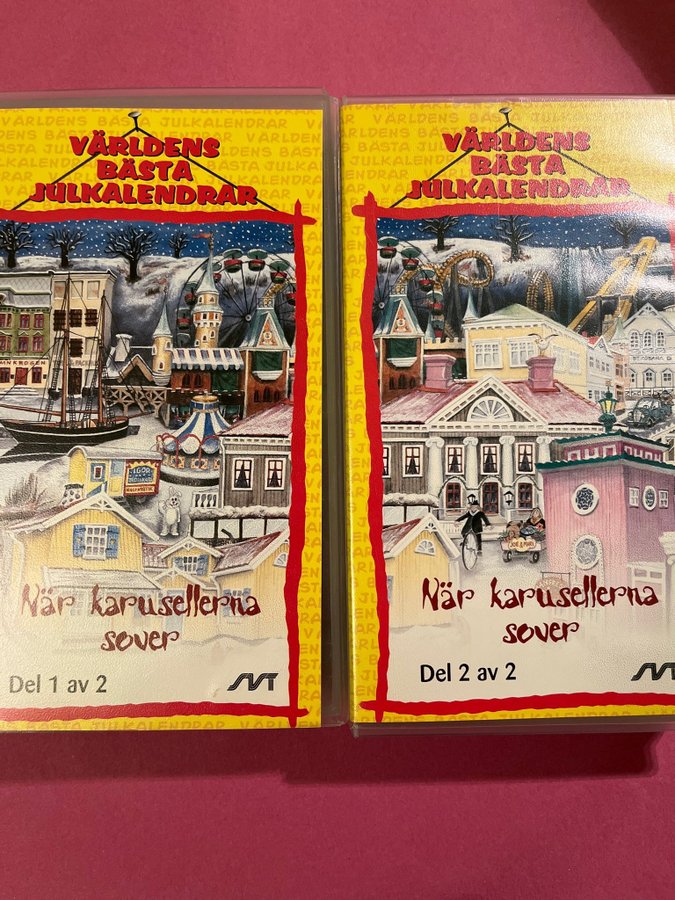 VÄRLDENS
BÄSTA
JULKALENDRAR
När karusellerna
sover
Del 1 av 2
SVT
VÄRLDENS
BÄSTA
JULKALENDRAR
När karusellerna
sover
Del 2 av 2
SVT